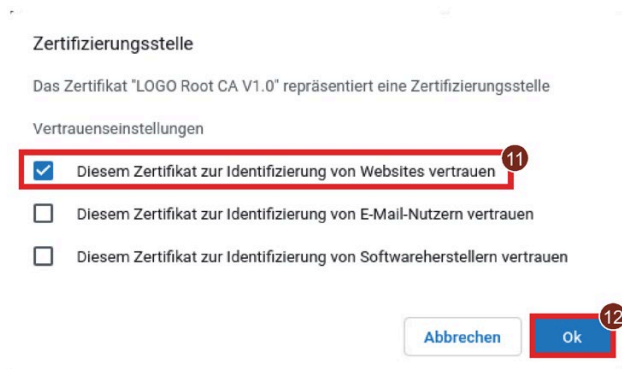 Zertifizierungsstelle
Das Zertifikat "LOGO Root CA V1.0" repräsentiert eine Zertifizierungsstelle
Vertrauenseinstellungen
11
Diesem Zertifikat zur Identifizierung von Websites vertrauen
Diesem Zertifikat zur Identifizierung von E-Mail-Nutzern vertrauen
Diesem Zertifikat zur Identifizierung von Softwareherstellern vertrauen
12
Abbrechen Ok